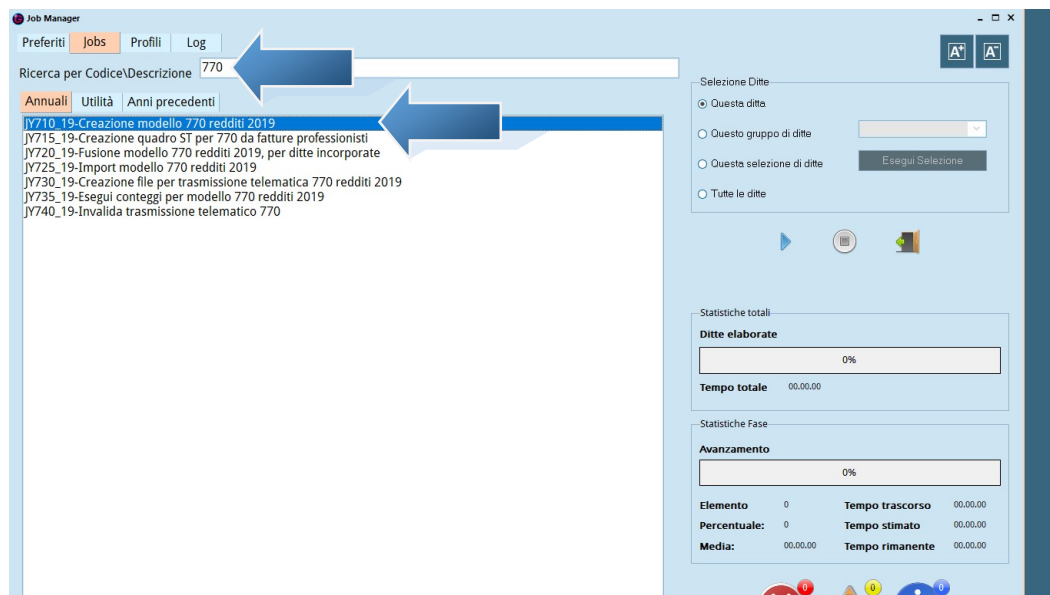 Job Manager
Preferiti Jobs Profili Log
A+ A-
Ricerca per Codice\Descrizione 770
Annuali Utilità Anni precedenti
JY710_19-Creazione modello 770 redditi 2019
JY715_19-Creazione quadro ST per 770 da fatture professionisti
JY720_19-Fusione modello 770 redditi 2019, per ditte incorporate
JY725_19-Import modello 770 redditi 2019
JY730_19-Creazione file per trasmissione telematica 770 redditi 2019
JY735_19-Esegui conteggi per modello 770 redditi 2019
JY740_19-Invalida trasmissione telematico 770
Selezione Ditte
Questa ditta
Questo gruppo di ditte
Questa selezione di ditte Esegui Selezione
Tutte le ditte
Statistiche totali
Ditte elaborate
0%
Tempo totale 00.00.00
Statistiche Fase
Avanzamento
0%
Elemento 0 Tempo trascorso 00.00.00
Percentuale: 0 Tempo stimato 00.00.00
Media: 00.00.00 Tempo rimanente 00.00.00
0 0 0